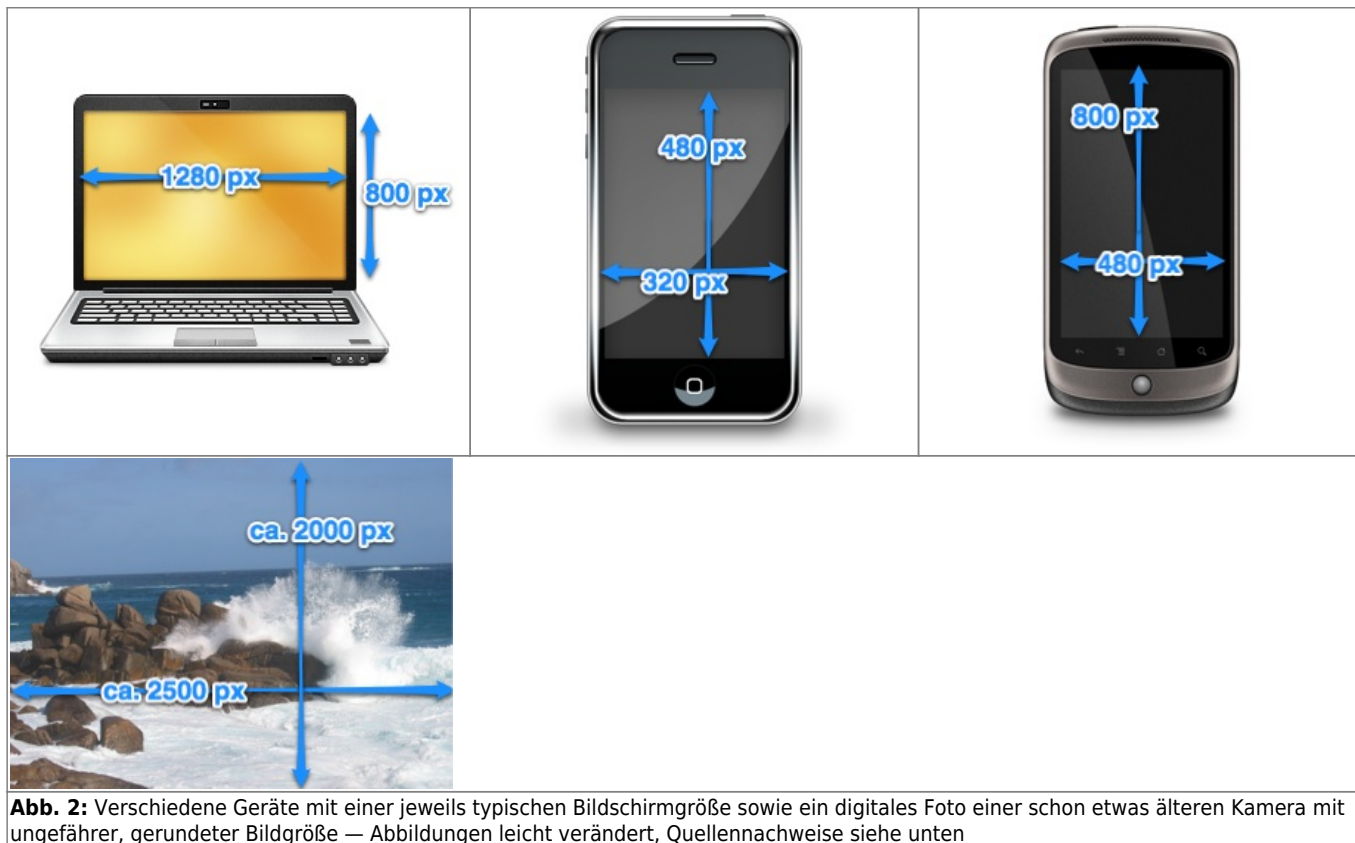 1280 px
800 px
480 px
320 px
800 px
480 px
ca. 2000 px
ca. 2500 px
Abb. 2: Verschiedene Geräte mit einer jeweils typischen Bildschirmgröße sowie ein digitales Foto einer schon etwas älteren Kamera mit
ungefährer, gerundeter Bildgröße — Abbildungen leicht verändert, Quellennachweise siehe unten